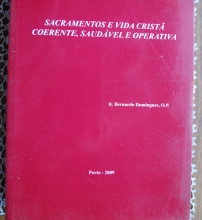 SACRAMENTOS E VIDA CRISTÃ
COERENTE, SAUDÁVEL E OPERATIVA
fr. Bernardo Domingues, O.P.
Porto - 2009